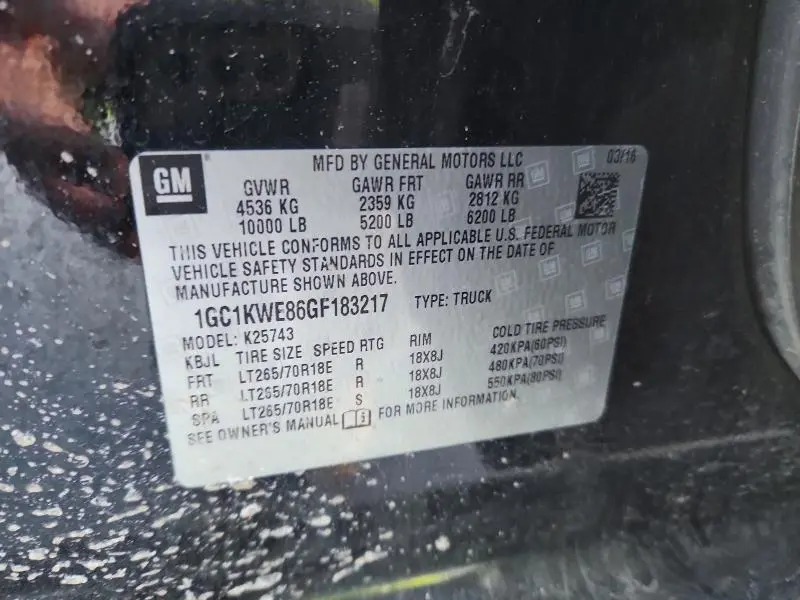 GM
MFD BY GENERAL MOTORS LLC 03/16
GVWR GAWR FRT GAWR RR
4536 KG 2359 KG 2812 KG
10000 LB 5200 LB 6200 LB
THIS VEHICLE CONFORMS TO ALL APPLICABLE U.S. FEDERAL MOTOR
VEHICLE SAFETY STANDARDS IN EFFECT ON THE DATE OF
MANUFACTURE SHOWN ABOVE.
1GC1KWE86GF183217 TYPE: TRUCK
MODEL: K25743
KBJL TIRE SIZE SPEED RTG RIM COLD TIRE PRESSURE
FRT LT265/70R18E R 18X8J 420KPA(60PSI)
RR LT265/70R18E R 18X8J 480KPA(70PSI)
SPA LT265/70R18E S 18X8J 550KPA(80PSI)
SEE OWNER'S MANUAL FOR MORE INFORMATION.